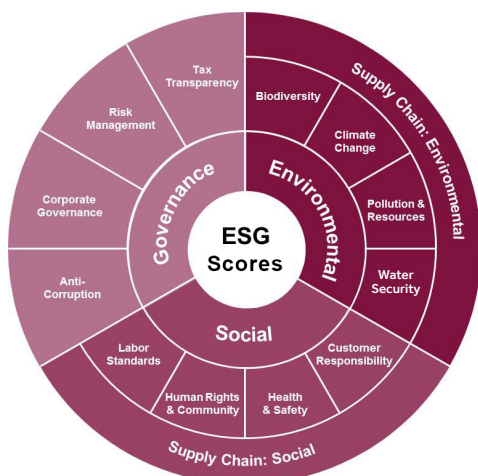 ESG
Scores
Environmental
Biodiversity
Climate
Change
Pollution &
Resources
Water
Security
Supply Chain: Environmental
Social
Customer
Responsibility
Health
& Safety
Human Rights
& Community
Labor
Standards
Supply Chain: Social
Governance
Anti-
Corruption
Corporate
Governance
Risk
Management
Tax
Transparency